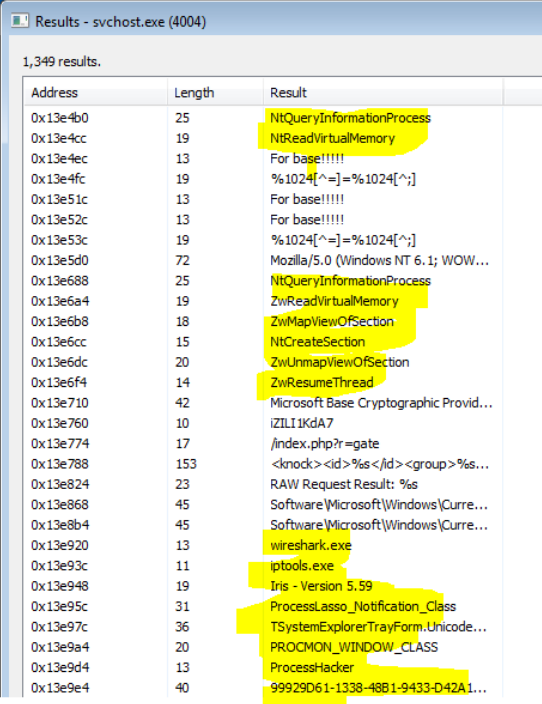 Results - svchost.exe (4004)
1,349 results.
Address Length Result
0x13e4b0 25 NtQueryInformationProcess
0x13e4cc 19 NtReadVirtualMemory
0x13e4ec 13 For base!!!!!
0x13e4fc 19 %1024[^=]=%1024[^;]
0x13e51c 13 For base!!!!!
0x13e52c 13 For base!!!!!
0x13e53c 19 %1024[^=]=%1024[^;]
0x13e5d0 72 Mozilla/5.0 (Windows NT 6.1; WOW...
0x13e688 25 NtQueryInformationProcess
0x13e6a4 19 ZwReadVirtualMemory
0x13e6b8 18 ZwMapViewOfSection
0x13e6cc 15 NtCreateSection
0x13e6dc 20 ZwUnmapViewOfSection
0x13e6f4 14 ZwResumeThread
0x13e710 42 Microsoft Base Cryptographic Provid...
0x13e760 10 iZILI1KdA7
0x13e774 17 /index.php?r=gate
0x13e788 153 <knock><id>%s</id><group>%s...
0x13e824 23 RAW Request Result: %s
0x13e868 45 Software\Microsoft\Windows\Curre...
0x13e8b4 45 Software\Microsoft\Windows\Curre...
0x13e920 13 wireshark.exe
0x13e93c 11 iptools.exe
0x13e948 19 Iris - Version 5.59
0x13e95c 31 ProcessLasso_Notification_Class
0x13e97c 36 TSystemExplorerTrayForm.Unicode...
0x13e9a4 20 PROCMON_WINDOW_CLASS
0x13e9d4 13 ProcessHacker
0x13e9e4 40 99929D61-1338-48B1-9433-D42A1...